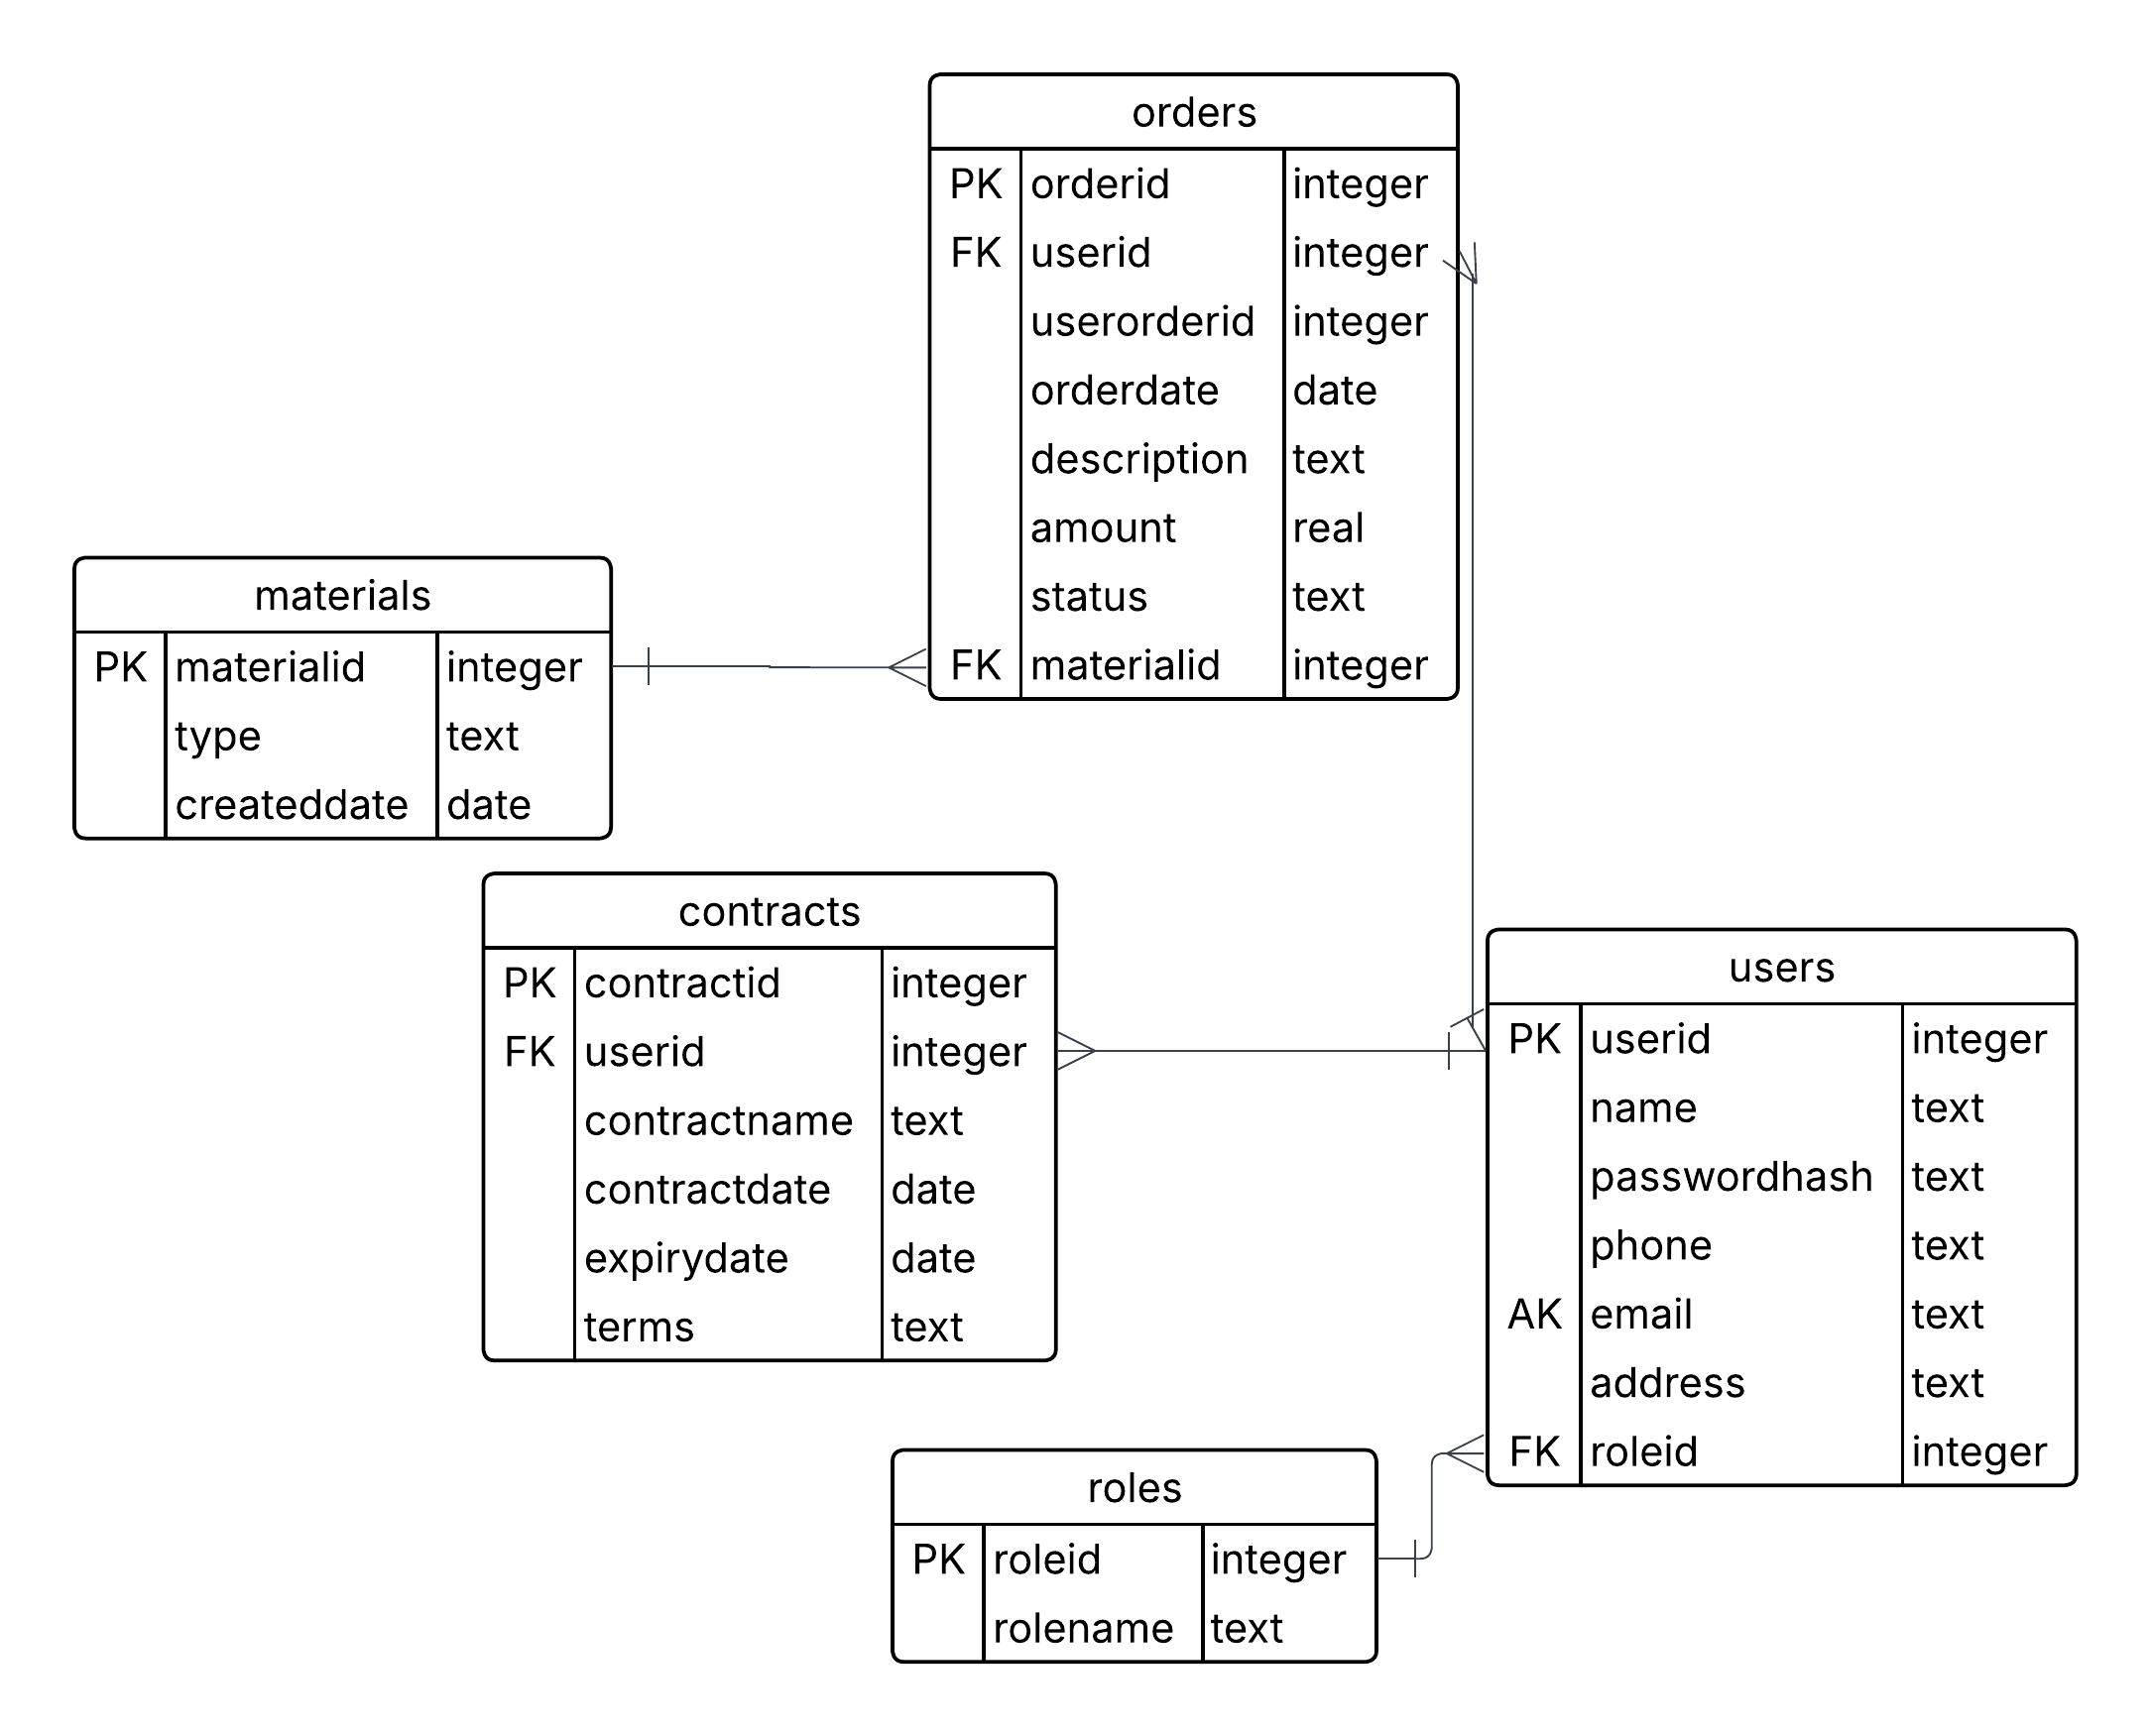 orders
PK orderid integer
FK userid integer
userorderid integer
orderdate date
description text
amount real
status text
FK materialid integer
materials
PK materialid integer
type text
createddate date
contracts
PK contractid integer
FK userid integer
contractname text
contractdate date
expirydate date
terms text
users
PK userid integer
name text
passwordhash text
phone text
AK email text
address text
FK roleid integer
roles
PK roleid integer
rolename text